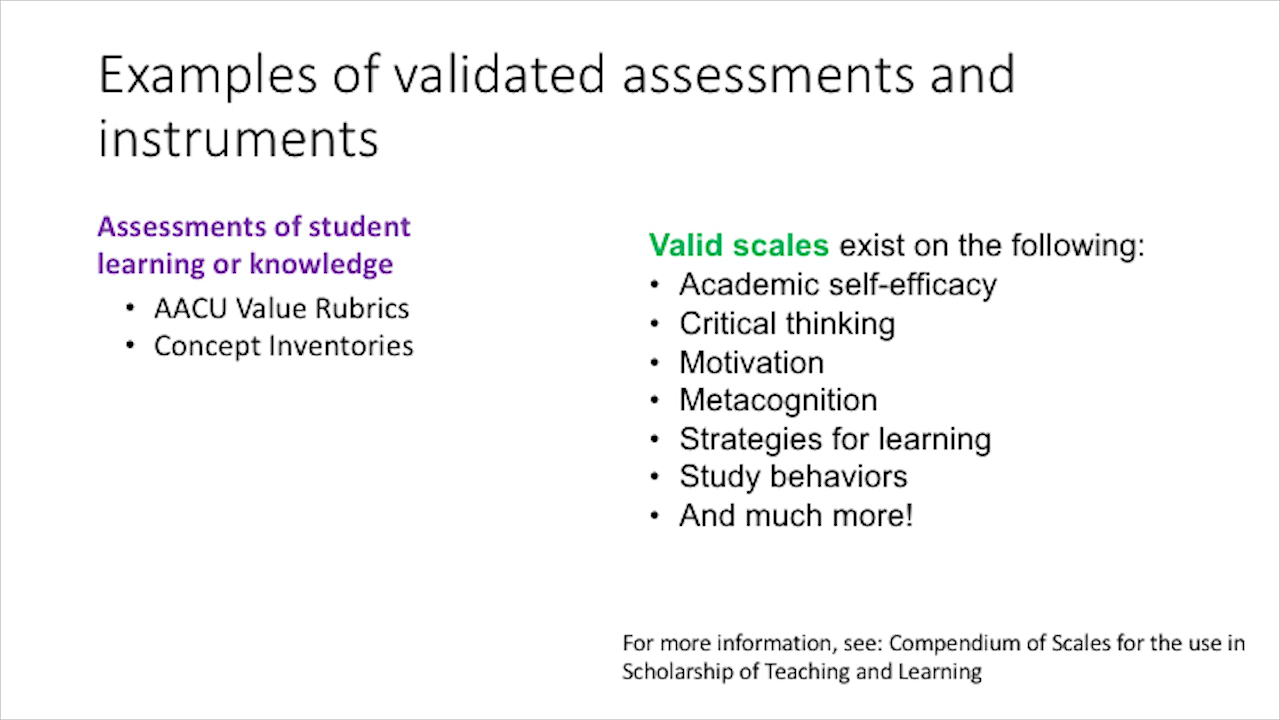 Examples of validated assessments and
instruments
Assessments of student
learning or knowledge
• AACU Value Rubrics
• Concept Inventories
Valid scales exist on the following:
• Academic self-efficacy
• Critical thinking
• Motivation
• Metacognition
• Strategies for learning
• Study behaviors
• And much more!
For more information, see: Compendium of Scales for the use in
Scholarship of Teaching and Learning